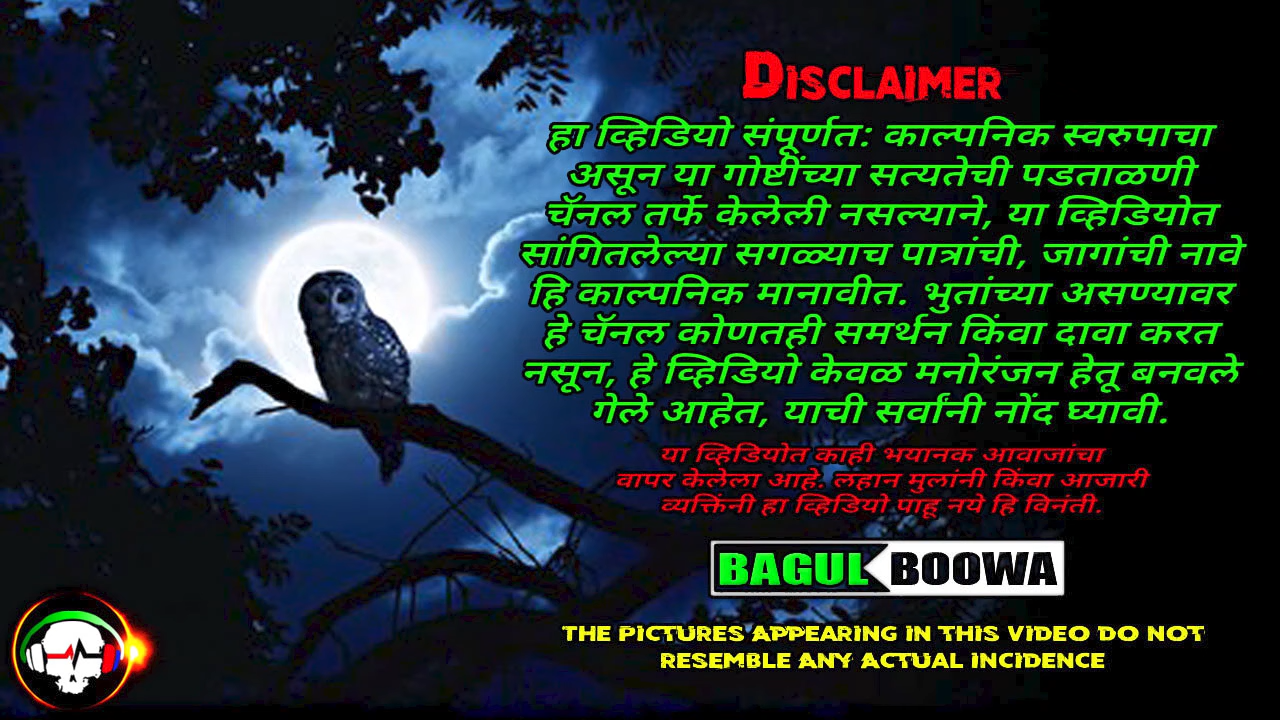 DISCLAIMER
हा व्हिडियो संपूर्णत: काल्पनिक स्वरुपाचा
असून या गोष्टींच्या सत्यतेची पडताळणी
चॅनल तर्फे केलेली नसल्याने, या व्हिडियोत
सांगितलेल्या सगळ्याच पात्रांची, जागांची नावे
हि काल्पनिक मानावीत. भुतांच्या असण्यावर
हे चॅनल कोणतही समर्थन किंवा दावा करत
नसून, हे व्हिडियो केवळ मनोरंजन हेतू बनवले
गेले आहेत, याची सर्वांनी नोंद घ्यावी.
या व्हिडियोत काही भयानक आवाजांचा
वापर केलेला आहे. लहान मुलांनी किंवा आजारी
व्यक्तिंनी हा व्हिडियो पाहू नये हि विनंती.
BAGUL BOOWA
THE PICTURES APPEARING IN THIS VIDEO DO NOT
RESEMBLE ANY ACTUAL INCIDENCE